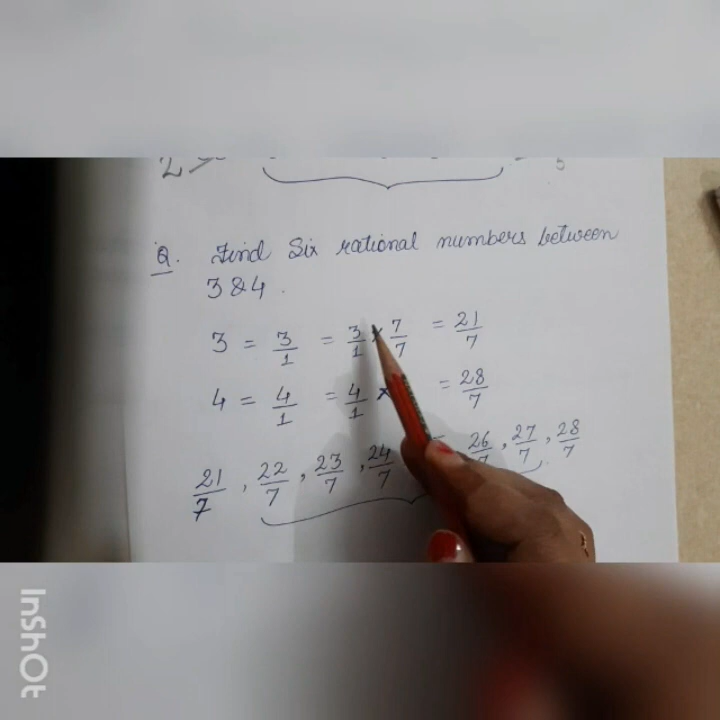 Q. Find Six rational numbers between
3 & 4.
3 = 3/1 = 3/1 × 7/7 = 21/7
4 = 4/1 = 4/1 × = 28/7
21/7, 22/7, 23/7, 24/7 26/7, 27/7, 28/7
InShOt